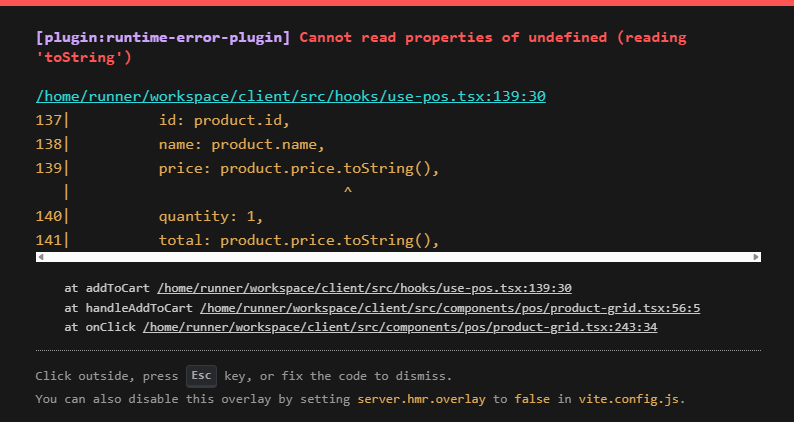 [plugin:runtime-error-plugin] Cannot read properties of undefined (reading
'toString')
/home/runner/workspace/client/src/hooks/use-pos.tsx:139:30
137|          id: product.id,
138|          name: product.name,
139|          price: product.price.toString(),
   |                               ^
140|          quantity: 1,
141|          total: product.price.toString(),
at addToCart /home/runner/workspace/client/src/hooks/use-pos.tsx:139:30
at handleAddToCart /home/runner/workspace/client/src/components/pos/product-grid.tsx:56:5
at onClick /home/runner/workspace/client/src/components/pos/product-grid.tsx:243:34
Click outside, press Esc key, or fix the code to dismiss.
You can also disable this overlay by setting server.hmr.overlay to false in vite.config.js.